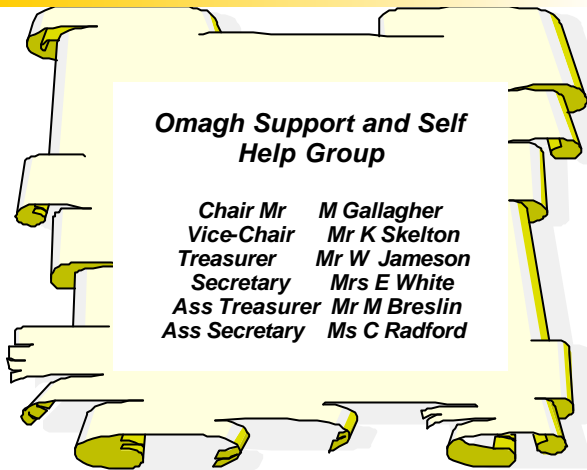 Omagh Support and Self
Help Group
Chair Mr M Gallagher
Vice-Chair Mr K Skelton
Treasurer Mr W Jameson
Secretary Mrs E White
Ass Treasurer Mr M Breslin
Ass Secretary Ms C Radford